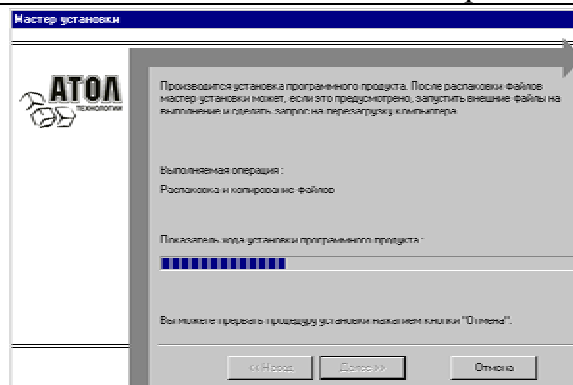 Мастер установки
АТОЛ
ТЕХНОЛОГИИ
Производится установка программного продукта. После распаковки файлов
мастер установки может, если это предусмотрено, запустить внешние файлы на
выполнение и сделать запрос на перезагрузку компьютера.
Выполняемая операция :
Распаковка и копирование файлов
Показатель хода установки программного продукта :
Вы можете прервать процедуру установки нажатием кнопки "Отмена".
<< Назад
Далее >>
Отмена